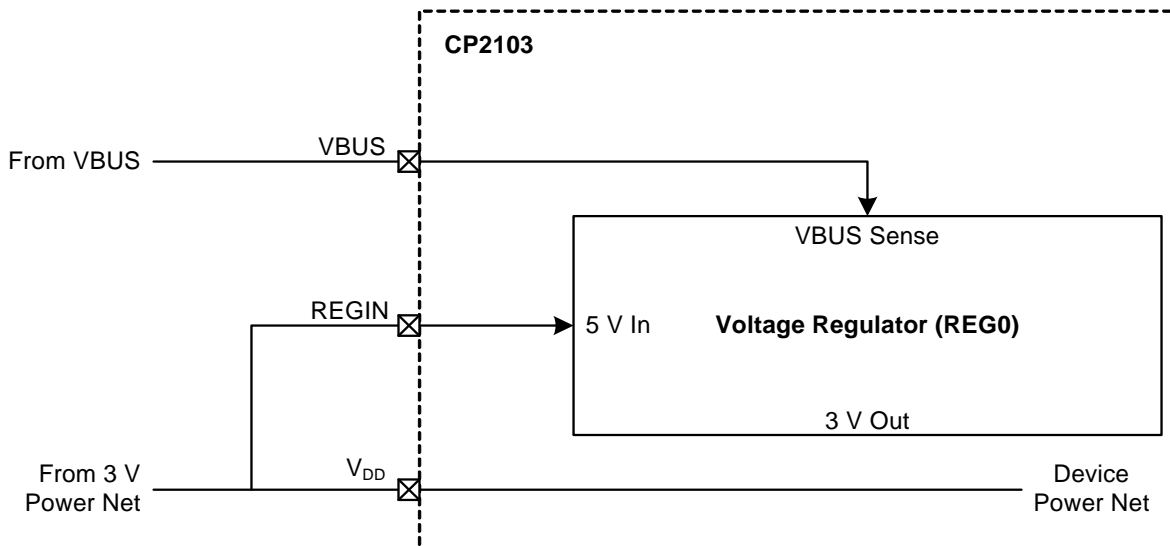 CP2103
VBUS
From VBUS
VBUS Sense
REGIN
5 V In
Voltage Regulator (REG0)
3 V Out
From 3 V
Power Net
VDD
Device
Power Net